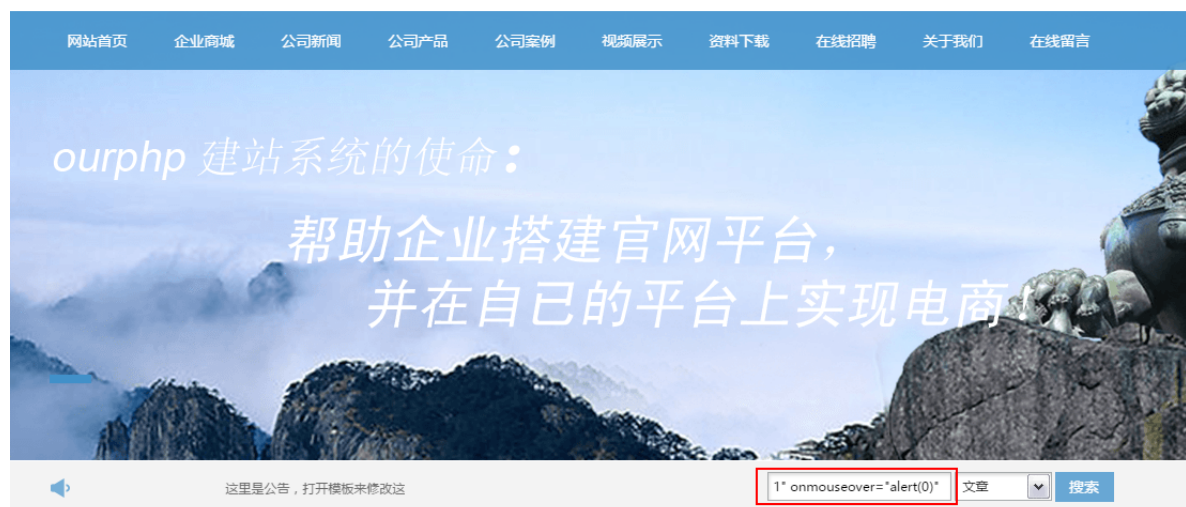 网站首页 企业商城 公司新闻 公司产品 公司案例 视频展示 资料下载 在线招聘 关于我们 在线留言
ourphp 建站系统的使命：
帮助企业搭建官网平台，
并在自已的平台上实现电商！
这里是公告，打开模板来修改这 1" onmouseover="alert(0)" 文章 搜索